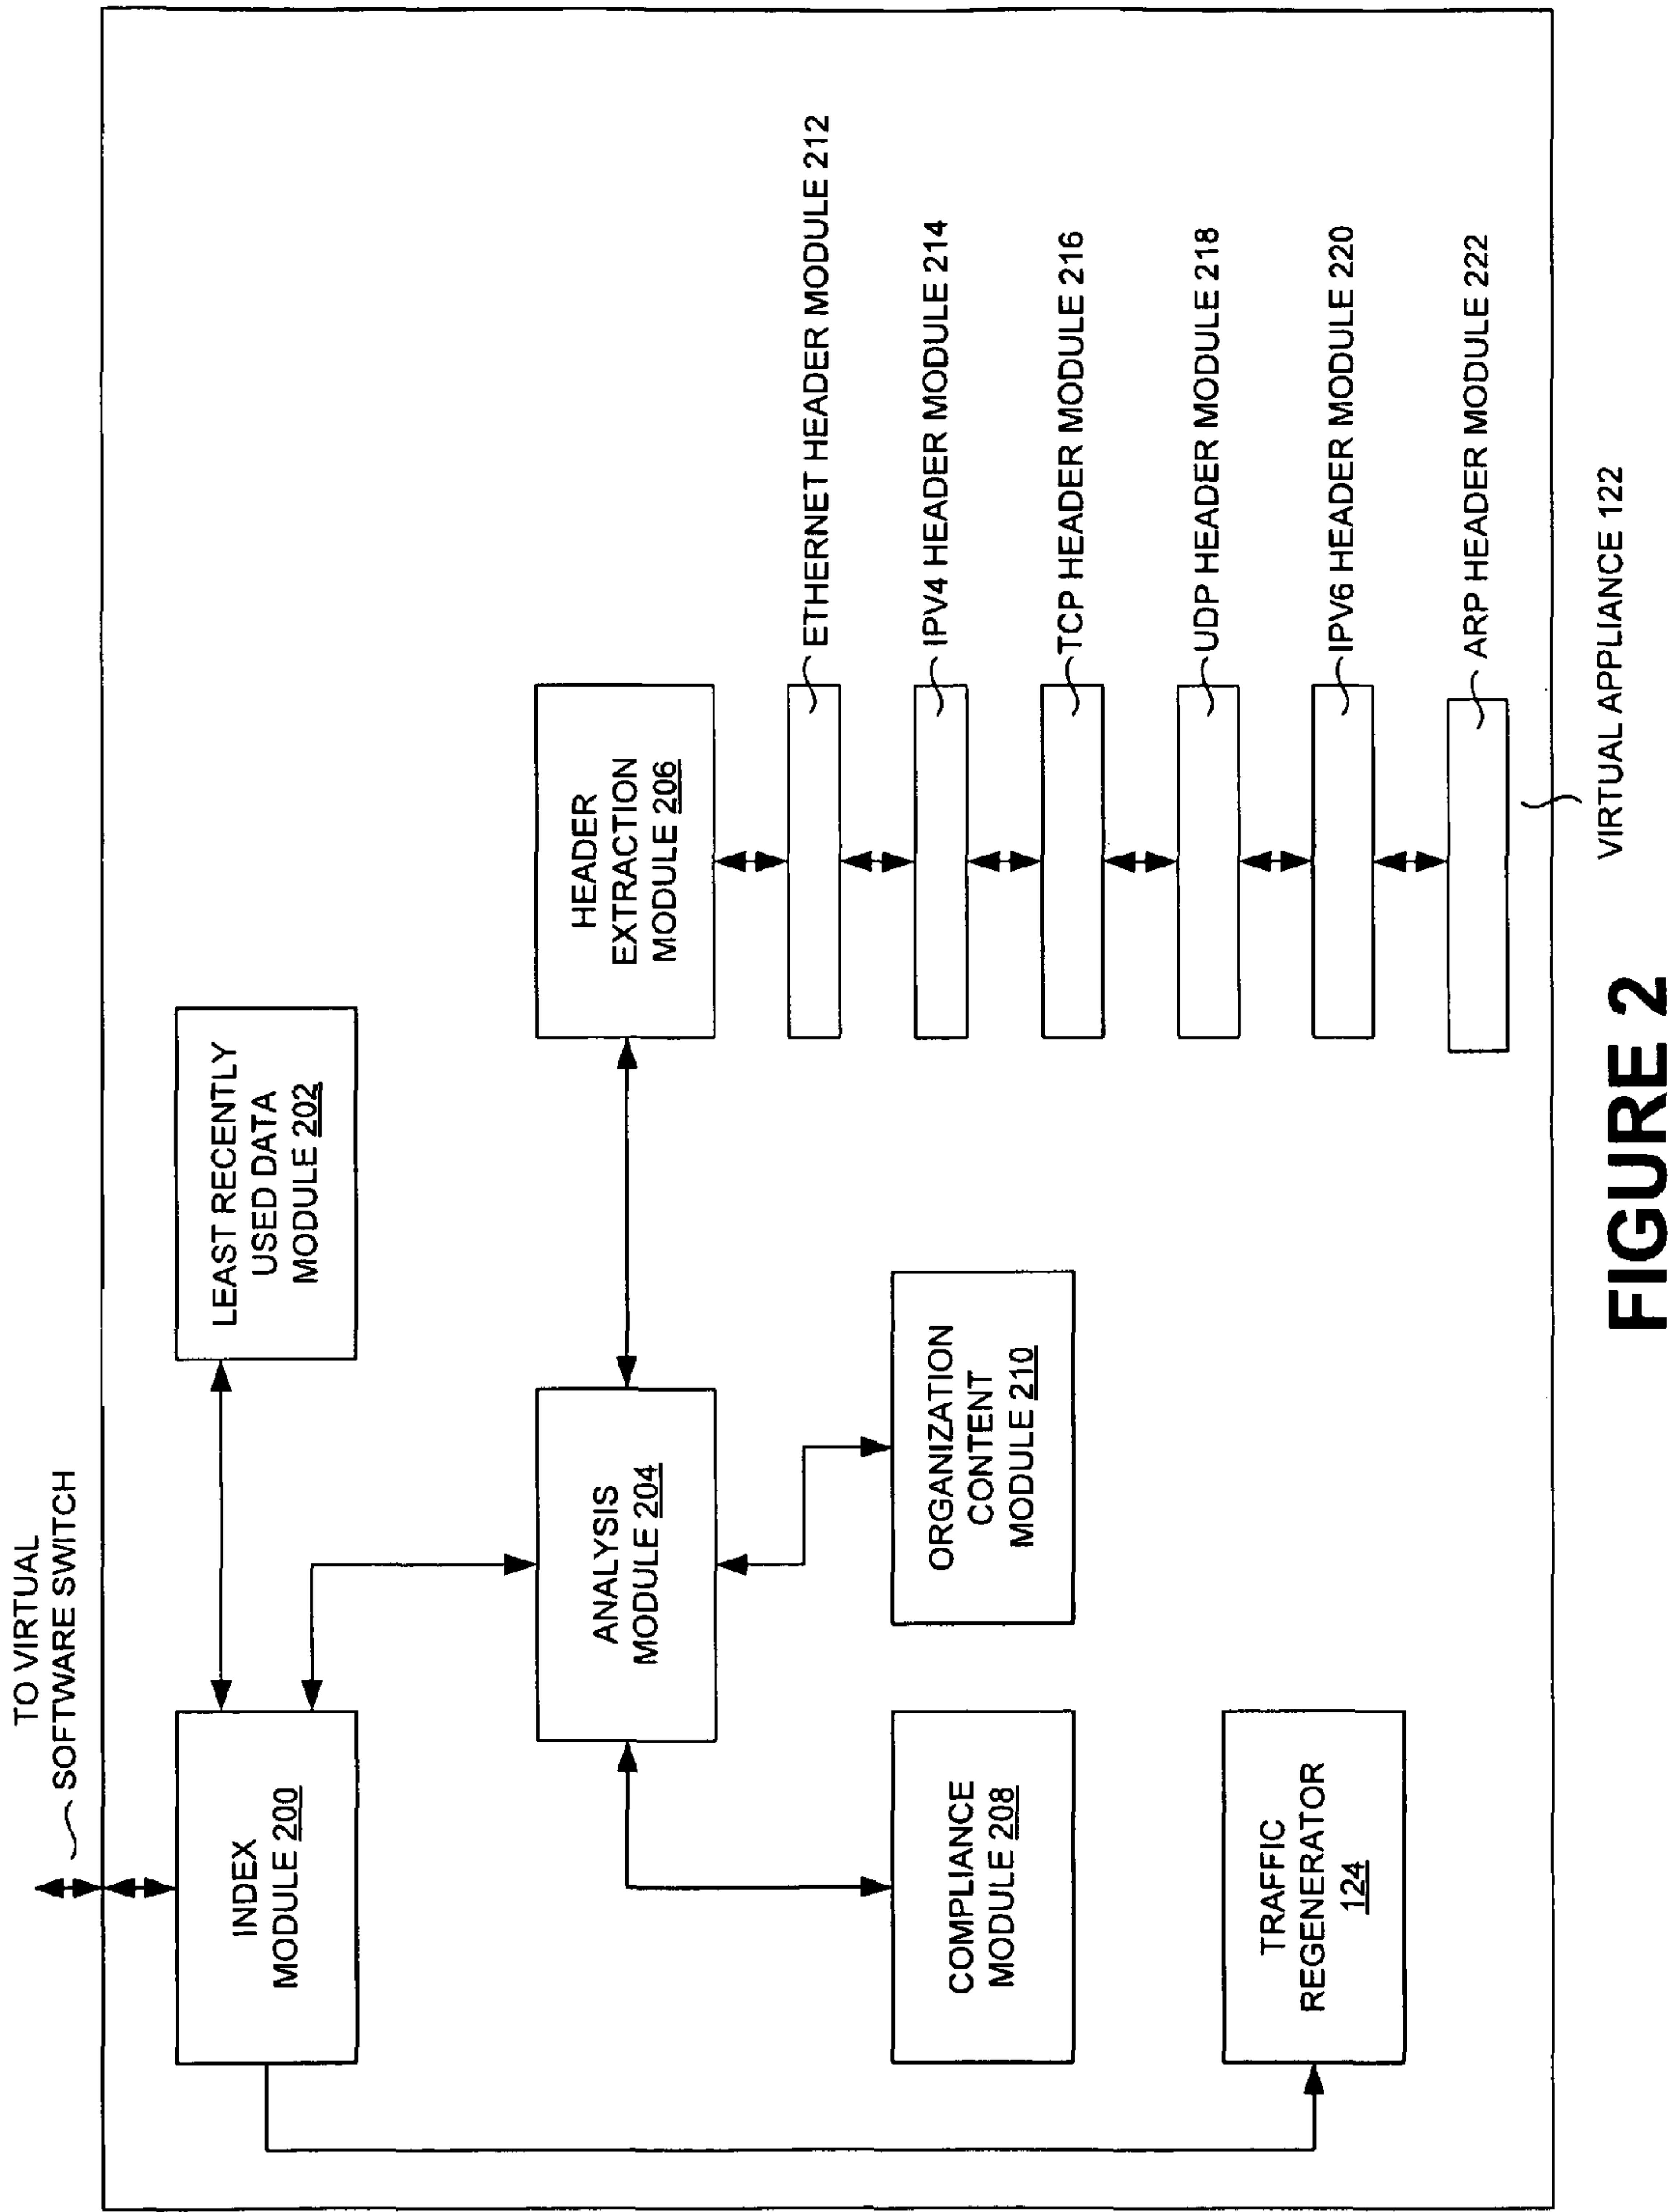 TO VIRTUAL
SOFTWARE SWITCH
INDEX
MODULE 200
LEAST RECENTLY
USED DATA
MODULE 202
ANALYSIS
MODULE 204
HEADER
EXTRACTION
MODULE 206
COMPLIANCE
MODULE 208
ORGANIZATION
CONTENT
MODULE 210
TRAFFIC
REGENERATOR
124
ETHERNET HEADER MODULE 212
IPV4 HEADER MODULE 214
TCP HEADER MODULE 216
UDP HEADER MODULE 218
IPV6 HEADER MODULE 220
ARP HEADER MODULE 222
VIRTUAL APPLIANCE 122
FIGURE 2